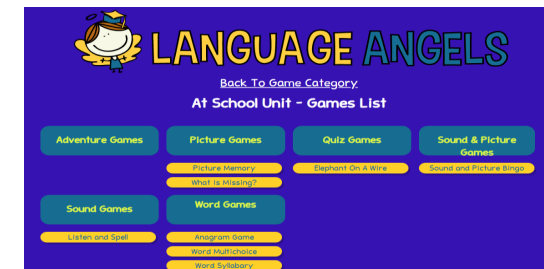 LANGUAGE ANGELS
Back To Game Category
At School Unit - Games List
Adventure Games
Picture Games
Picture Memory
What Is Missing?
Quiz Games
Elephant On A Wire
Sound & Picture
Games
Sound and Picture Bingo
Sound Games
Listen and Spell
Word Games
Anagram Game
Word Multichoice
Word Syllabary